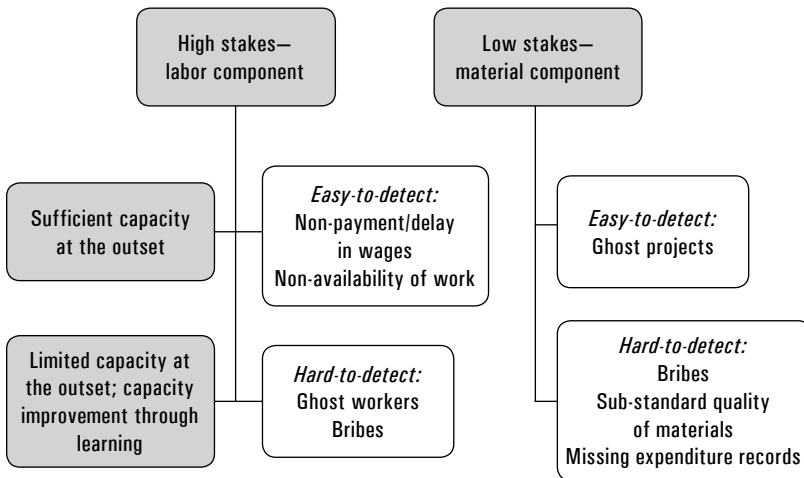 High stakes—
labor component
Low stakes—
material component
Sufficient capacity
at the outset
Easy-to-detect:
Non-payment/delay
in wages
Non-availability of work
Easy-to-detect:
Ghost projects
Limited capacity at
the outset; capacity
improvement through
learning
Hard-to-detect:
Ghost workers
Bribes
Hard-to-detect:
Bribes
Sub-standard quality
of materials
Missing expenditure records